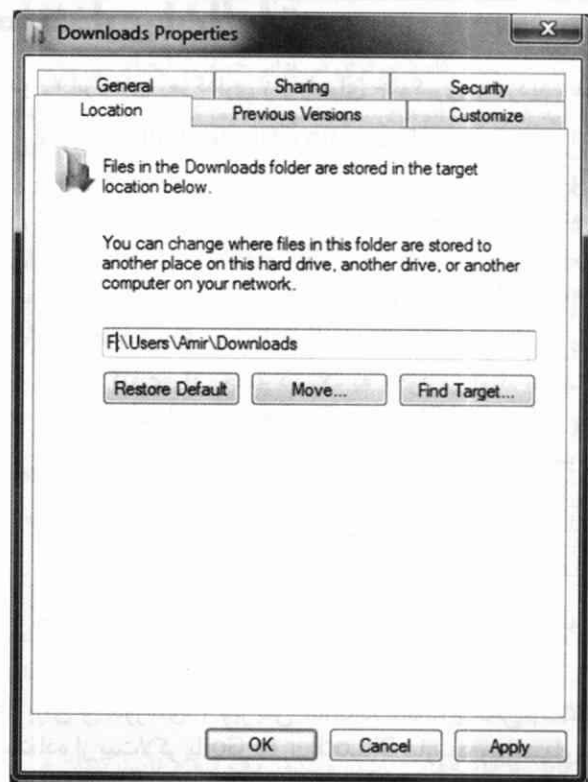 Downloads Properties
General Sharing Security
Location Previous Versions Customize
Files in the Downloads folder are stored in the target
location below.
You can change where files in this folder are stored to
another place on this hard drive, another drive, or another
computer on your network.
F:\Users\Amir\Downloads
Restore Default Move... Find Target...
OK Cancel Apply